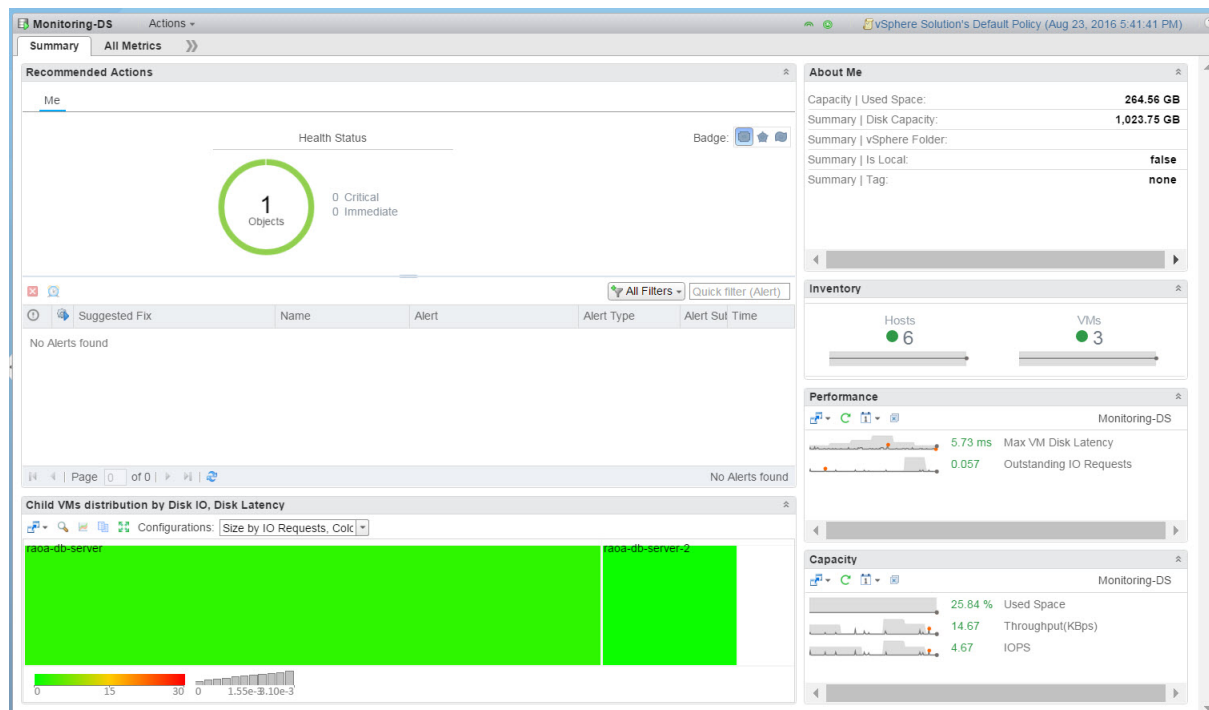 Monitoring-DS Actions
vSphere Solution's Default Policy (Aug 23, 2016 5:41:41 PM)
Summary All Metrics
Recommended Actions
Me
Health Status
Badge:
1
Objects
0 Critical
0 Immediate
All Filters Quick filter (Alert)
Suggested Fix Name Alert Alert Type Alert Sul Time
No Alerts found
Page 0 of 0
No Alerts found
Child VMs distribution by Disk IO, Disk Latency
Configurations: Size by IO Requests, Colc
raoa-db-server raoa-db-server-2
0 15 30 0 1.55e-3.10e-3
About Me
Capacity | Used Space: 264.56 GB
Summary | Disk Capacity: 1,023.75 GB
Summary | vSphere Folder:
Summary | Is Local: false
Summary | Tag: none
Inventory
Hosts VMs
6 3
Performance
1 Monitoring-DS
5.73 ms Max VM Disk Latency
0.057 Outstanding IO Requests
Capacity
1 Monitoring-DS
25.84 % Used Space
14.67 Throughput(KBps)
4.67 IOPS